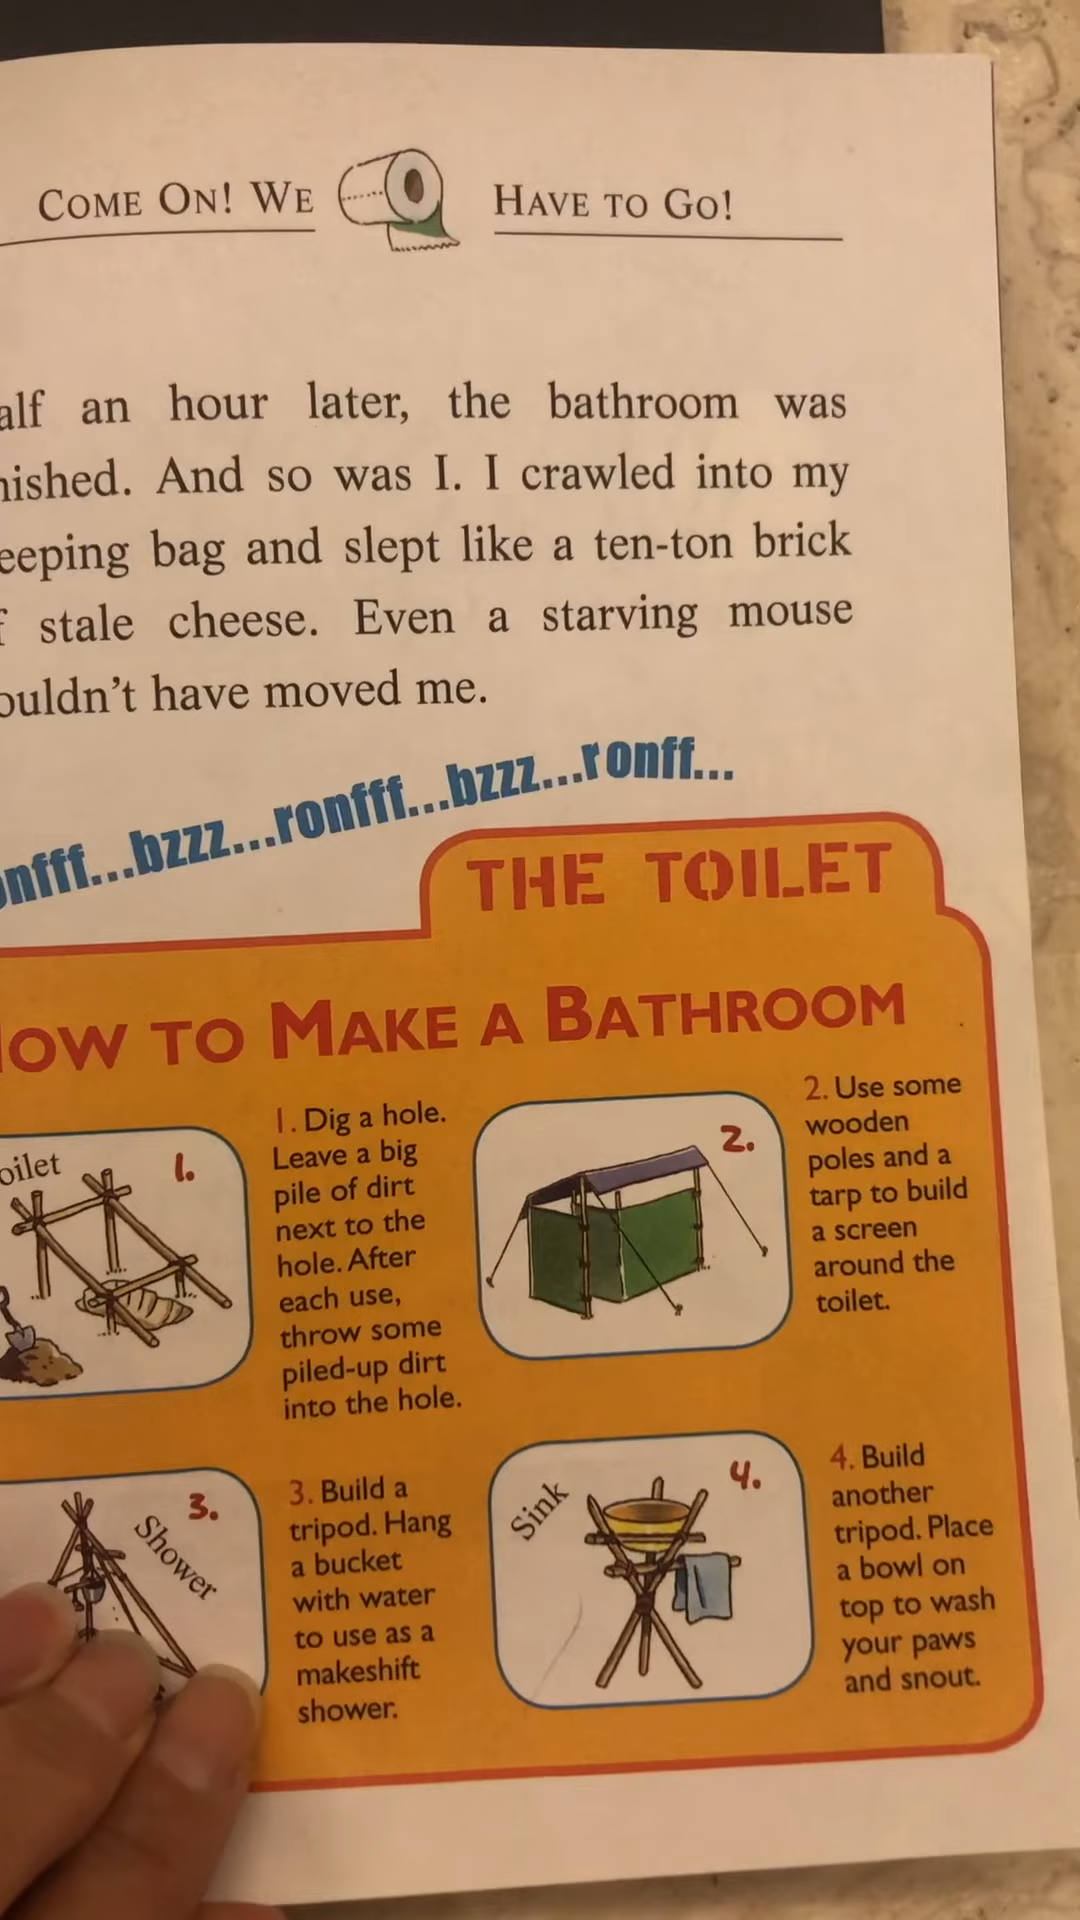 COME ON! WE HAVE TO GO!
alf an hour later, the bathroom was
nished. And so was I. I crawled into my
eeping bag and slept like a ten-ton brick
f stale cheese. Even a starving mouse
ouldn't have moved me.
onfff...bzzz...ronfff...bzzz...ronff...
THE TOILET
HOW TO MAKE A BATHROOM
oilet
1.
1. Dig a hole.
Leave a big
pile of dirt
next to the
hole. After
each use,
throw some
piled-up dirt
into the hole.
2.
2. Use some
wooden
poles and a
tarp to build
a screen
around the
toilet.
3.
Shower
3. Build a
tripod. Hang
a bucket
with water
to use as a
makeshift
shower.
Sink
4.
4. Build
another
tripod. Place
a bowl on
top to wash
your paws
and snout.